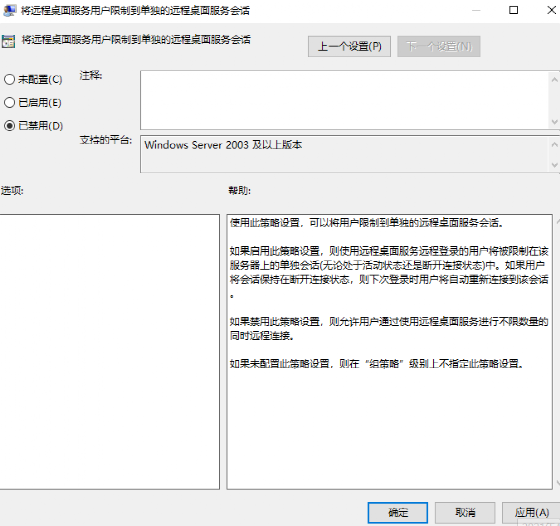 将远程桌面服务用户限制到单独的远程桌面服务会话
将远程桌面服务用户限制到单独的远程桌面服务会话
上一个设置(P)
下一个设置(N)
未配置(C)
注释:
已启用(E)
已禁用(D)
支持的平台:
Windows Server 2003 及以上版本
选项:
帮助:
使用此策略设置，可以将用户限制到单独的远程桌面服务会话。
如果启用此策略设置，则使用远程桌面服务远程登录的用户将被限制在该
服务器上的单独会话(无论处于活动状态还是断开连接状态)中。如果用户
将会话保持在断开连接状态，则下次登录时用户将自动重新连接到该会话
。
如果禁用此策略设置，则允许用户通过使用远程桌面服务进行不限数量的
同时远程连接。
如果未配置此策略设置，则在“组策略”级别上不指定此策略设置。
确定
取消
应用(A)